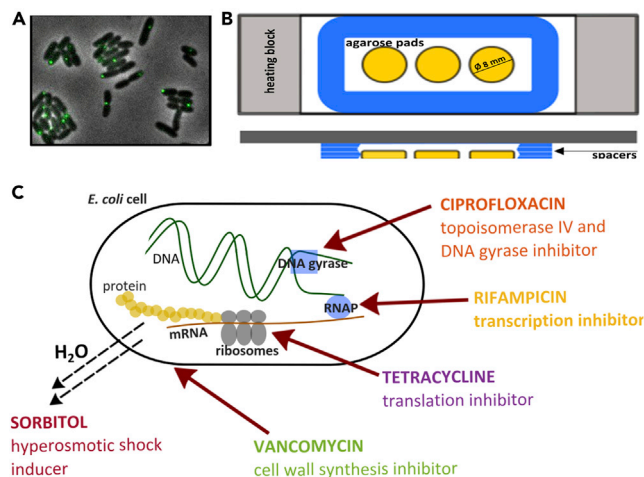 A
B
heating block
agarose pads
Ø 8 mm
spacers
C
E. coli cell
CIPROFLOXACIN
topoisomerase IV and
DNA gyrase inhibitor
DNA
DNA gyrase
protein
RNAP
RIFAMPICIN
transcription inhibitor
mRNA
ribosomes
H₂O
TETRACYCLINE
translation inhibitor
SORBITOL
hyperosmotic shock
inducer
VANCOMYCIN
cell wall synthesis inhibitor